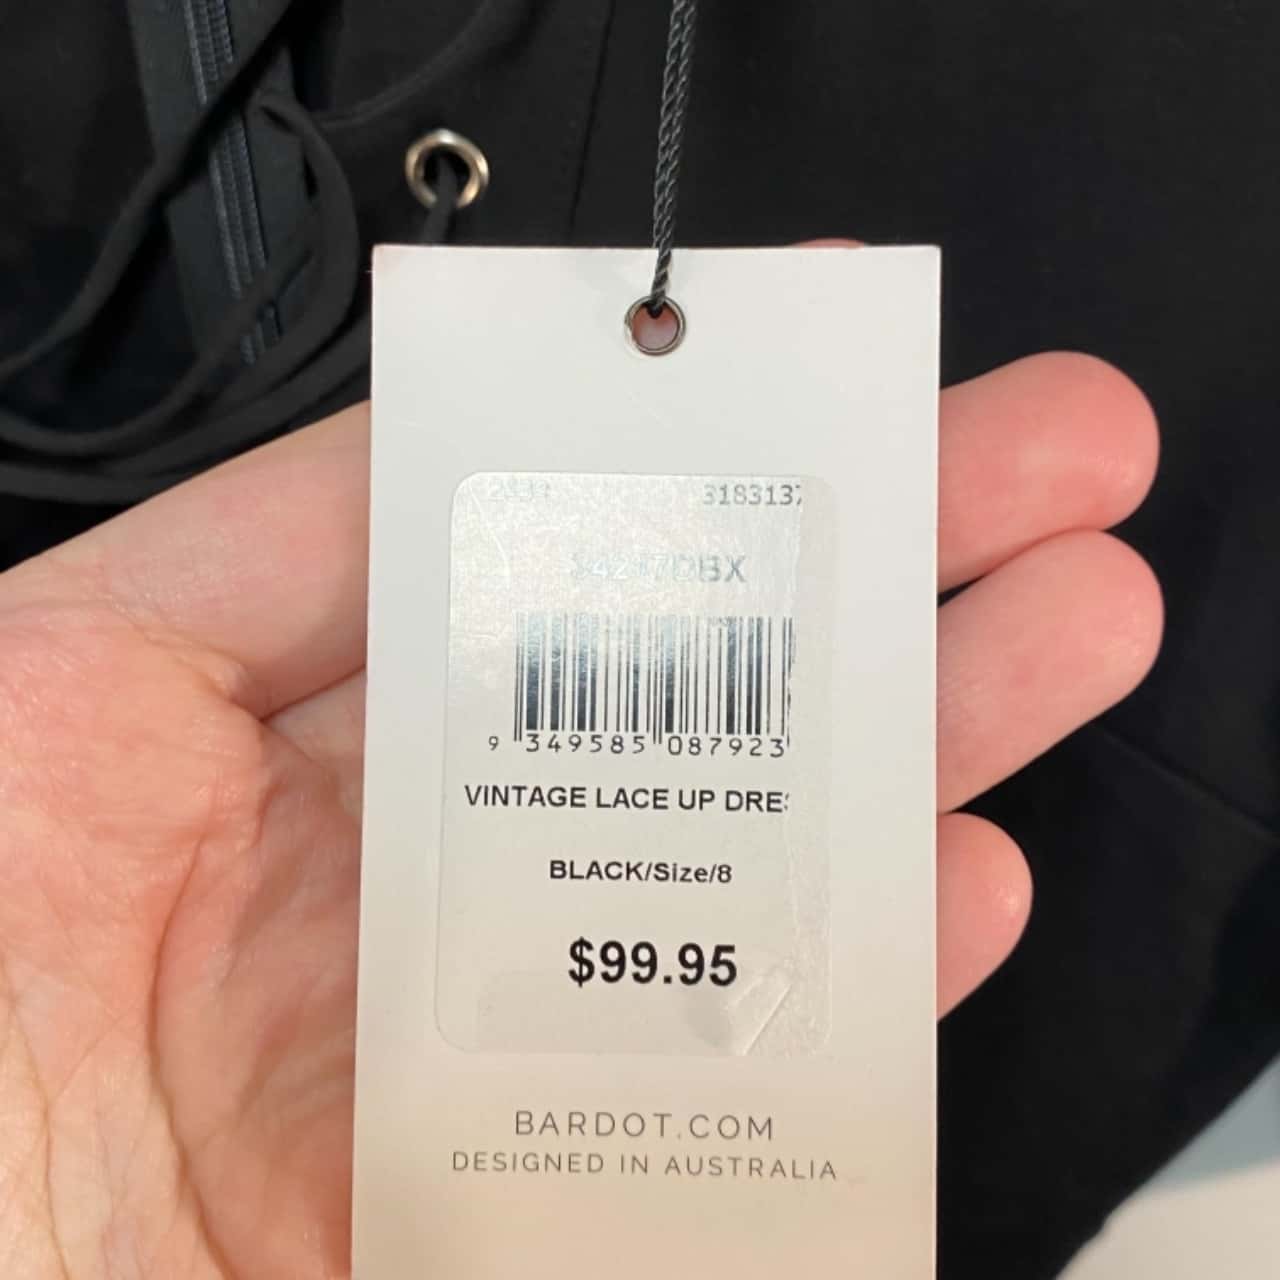 3183137
9 349585 087923
VINTAGE LACE UP DRES
BLACK/Size/8
$99.95
BARDOT.COM
DESIGNED IN AUSTRALIA